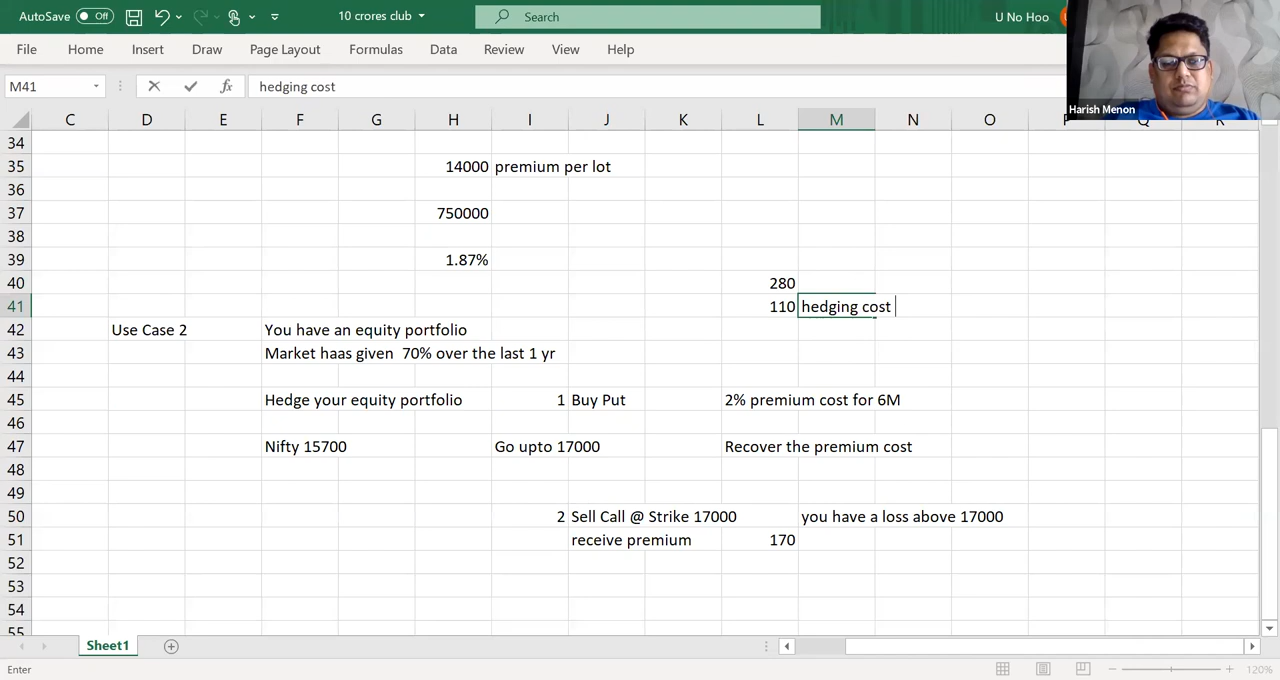 AutoSave Off 10 crores club Search U No Hoo
File Home Insert Draw Page Layout Formulas Data Review View Help
Harish Menon
M41 fx hedging cost
C D E F G H I J K L M N O
34
35 14000 premium per lot
36
37 750000
38
39 1.87%
40 280
41 110 hedging cost
42 Use Case 2 You have an equity portfolio
43 Market haas given 70% over the last 1 yr
44
45 Hedge your equity portfolio 1 Buy Put 2% premium cost for 6M
46
47 Nifty 15700 Go upto 17000 Recover the premium cost
48
49
50 2 Sell Call @ Strike 17000 you have a loss above 17000
51 receive premium 170
52
53
54
55
Sheet1
Enter 120%